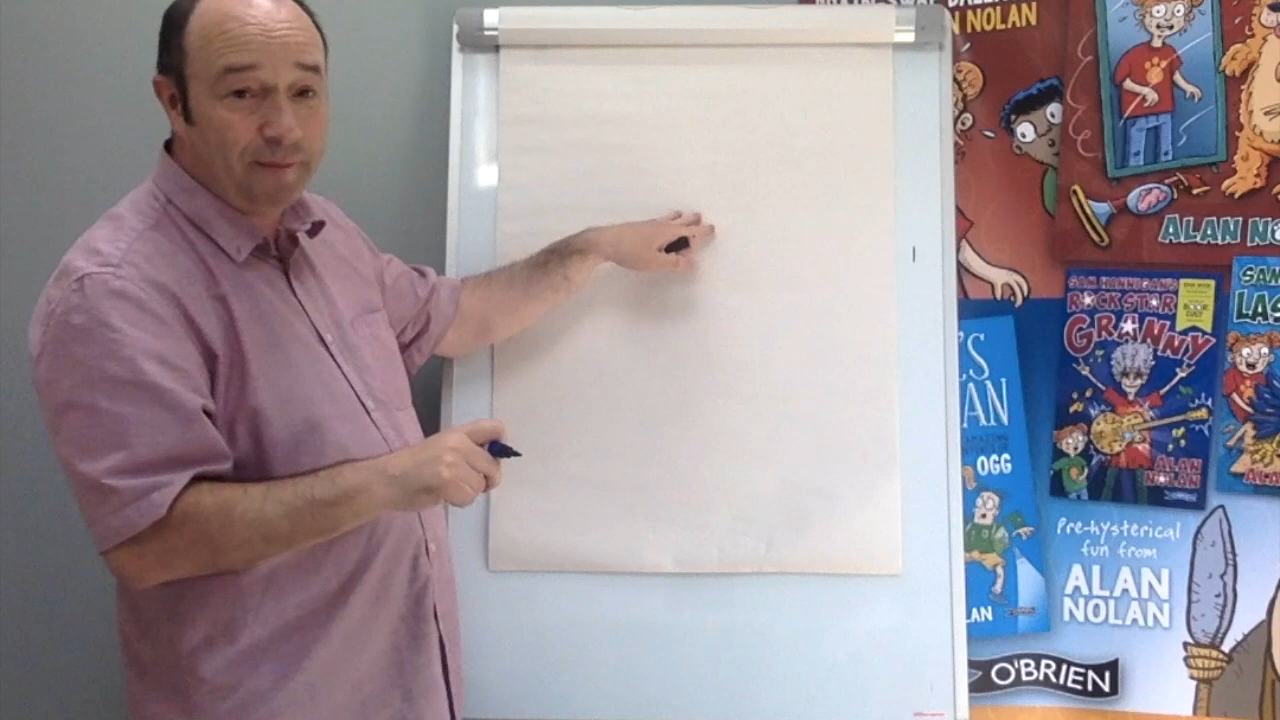 N NOLAN
ALAN NO
SAM HANNIGAN'S
ROCK STAR
GRANNY
ALAN
NOLAN
SAM
LAS
'S
AN
OGG
LAN
Pre-hysterical
fun from
ALAN
NOLAN
O'BRIEN